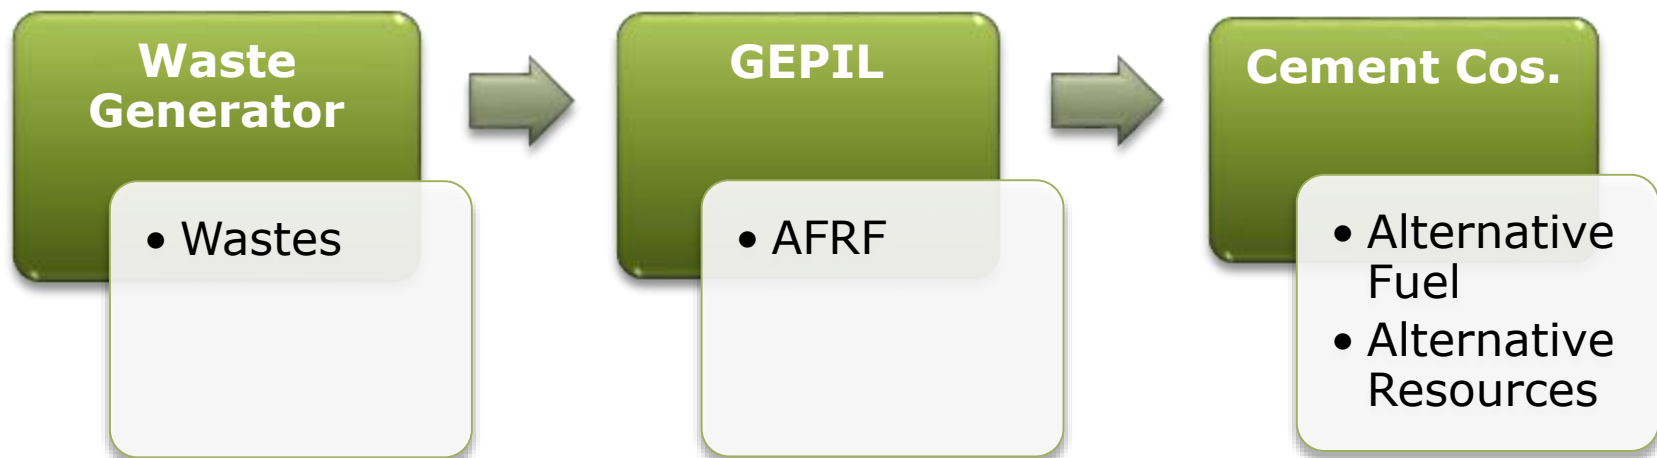 Waste
Generator
• Wastes
GEPIL
• AFRF
Cement Cos.
• Alternative
Fuel
• Alternative
Resources